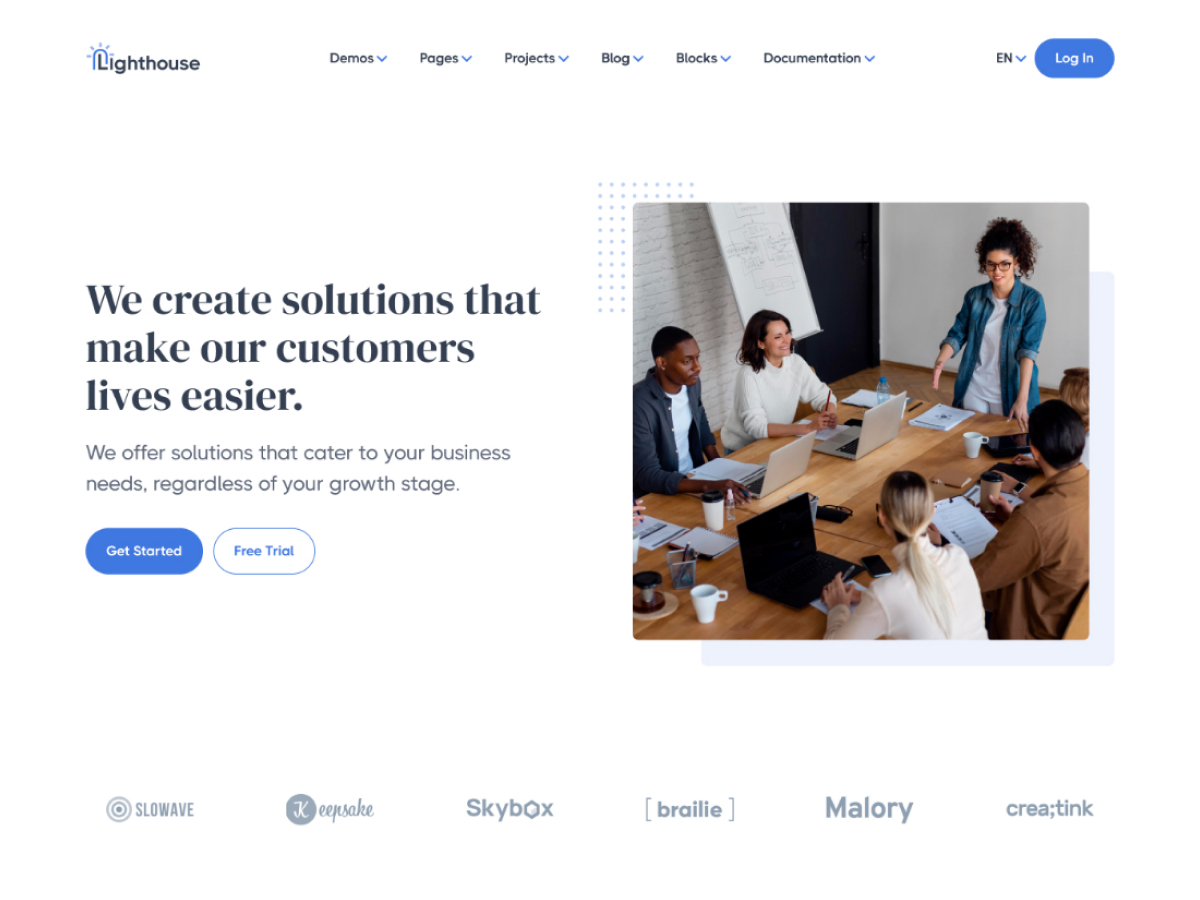 Lighthouse
Demos Pages Projects Blog Blocks Documentation EN Log In
We create solutions that
make our customers
lives easier.
We offer solutions that cater to your business
needs, regardless of your growth stage.
Get Started Free Trial
SLOWAVE Keepsake Skybox [ brailie ] Malory crea;tink